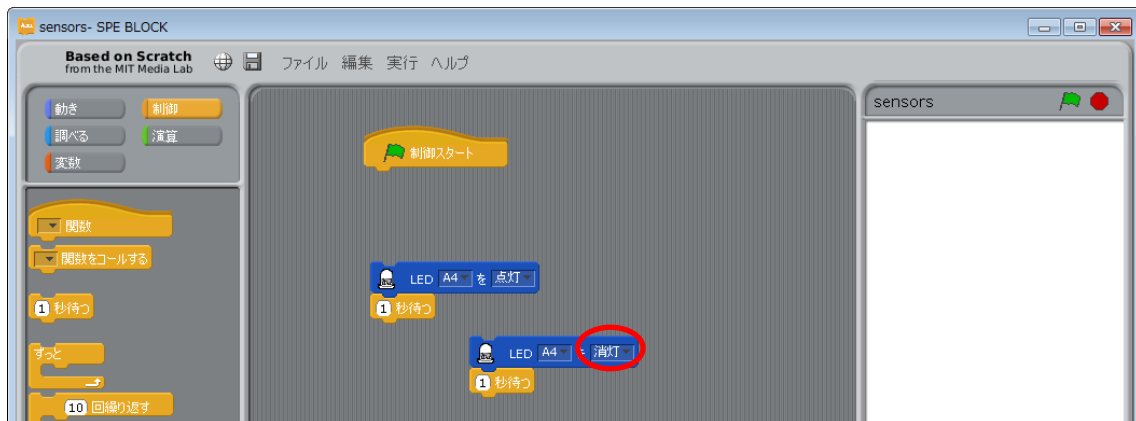 sensors- SPE BLOCK
Based on Scratch
from the MIT Media Lab
ファイル 編集 実行 ヘルプ
動き 制御
調べる 演算
変数
関数
関数をコールする
1 秒待つ
ずっと
10 回繰り返す
制御スタート
LED A4 を 点灯
1 秒待つ
LED A4 消灯
1 秒待つ
sensors